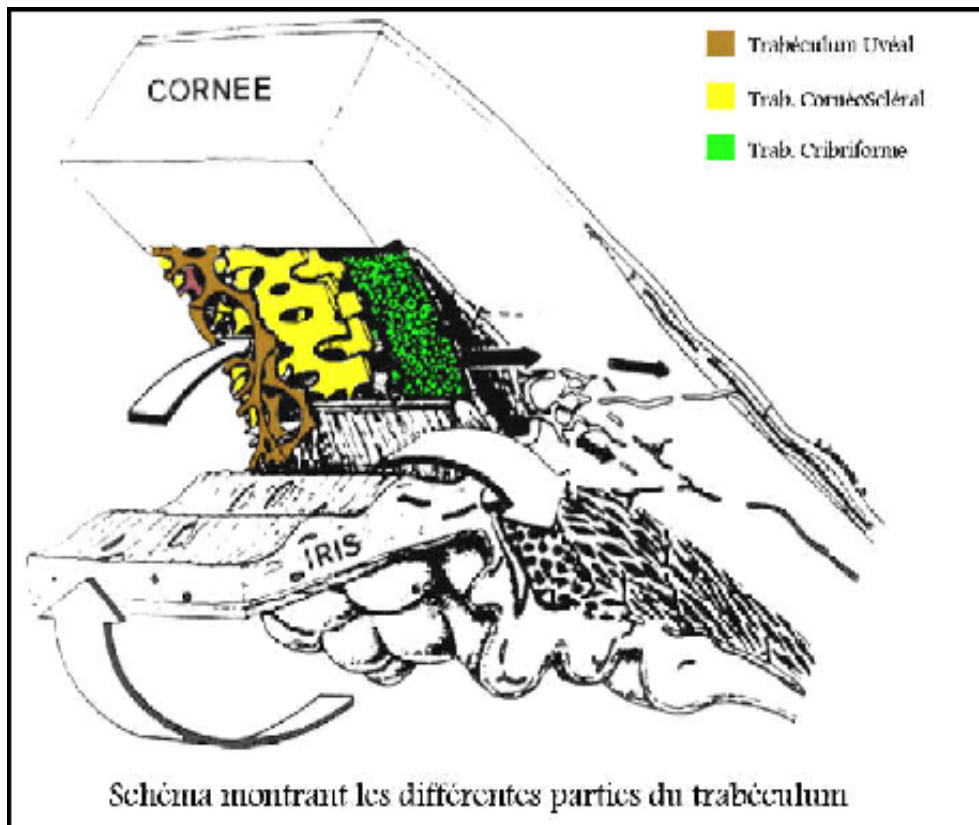 CORNEE
Trabéculum Uvéal
Trab. CornéoScléral
Trab. Cribriforme
IRIS
Schéma montrant les différentes parties du trabéculum